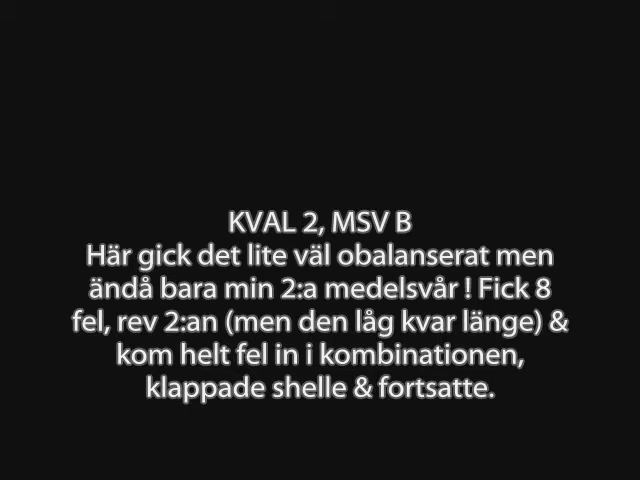 KVAL 2, MSV B
Här gick det lite väl obalanserat men
ändå bara min 2:a medelsvår ! Fick 8
fel, rev 2:an (men den låg kvar länge) &
kom helt fel in i kombinationen,
klappade shelle & fortsatte.